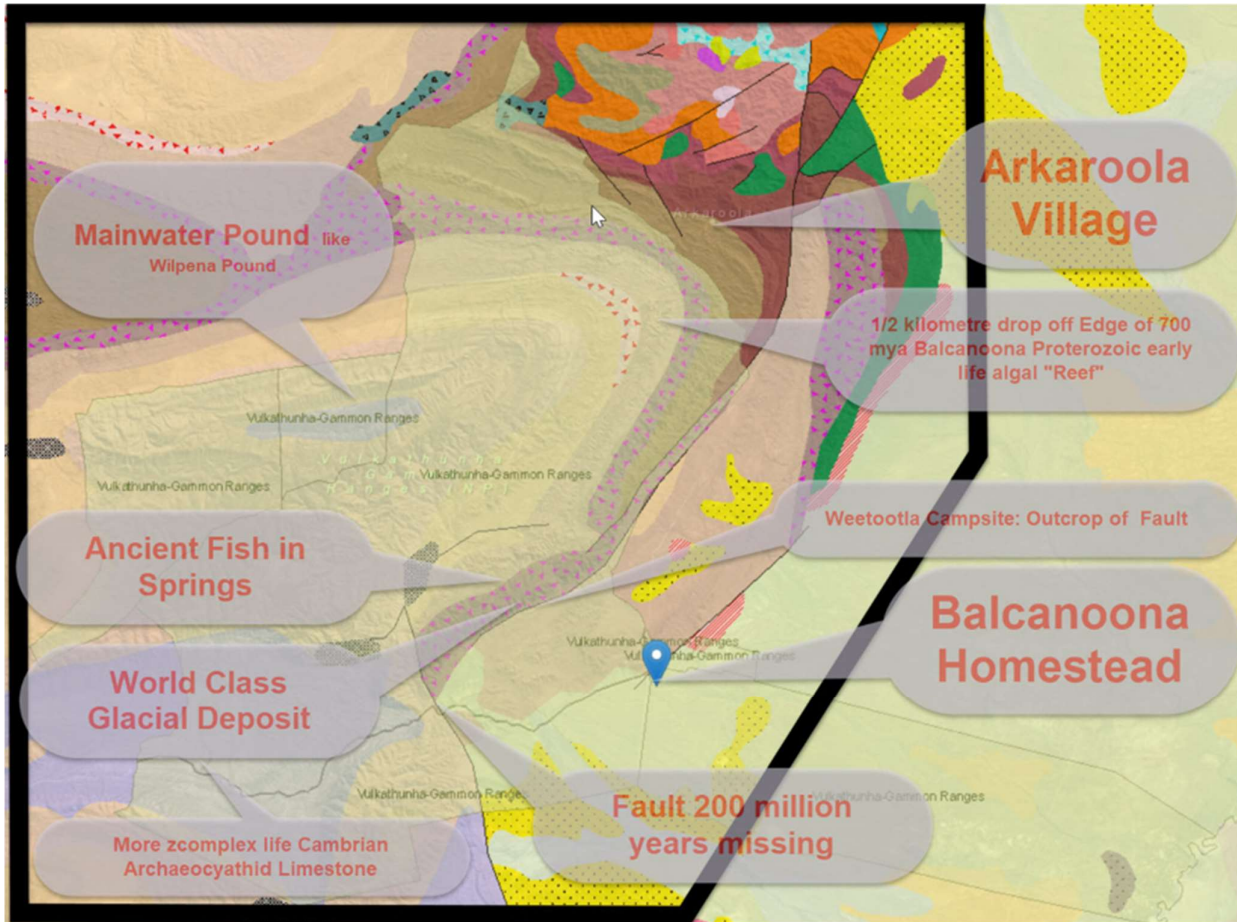 Arkaroola
Arkaroola
Village
Mainwater Pound like
Wilpena Pound
1/2 kilometre drop off Edge of 700
mya Balcanoona Proterozoic early
life algal "Reef"
Vulkathunha-Gammon Ranges
Vulkathunha-Gammon Ranges
Vulkathunha-Gammon Ranges
Weetootla Campsite: Outcrop of Fault
Ancient Fish in
Springs
Balcanoona
Homestead
Vulkathunha-Gammon Ranges
World Class
Glacial Deposit
Vulkathunha-Gammon Ranges
Vulkathunha-Gammon Ranges
Fault 200 million
years missing
More zcomplex life Cambrian
Archaeocyathid Limestone